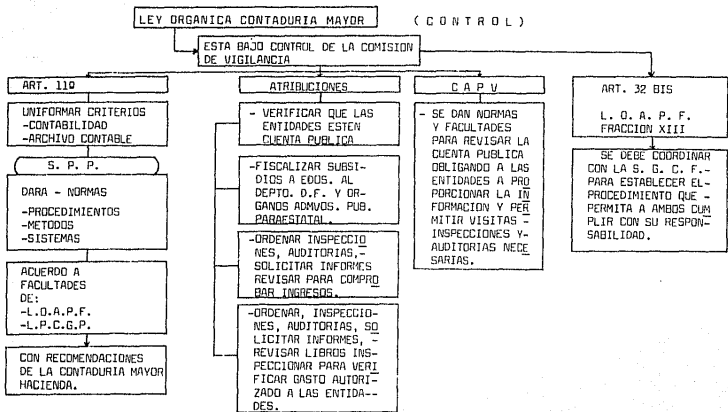 LEY ORGANICA CONTADURIA MAYOR
( C O N T R O L )
ESTA BAJO CONTROL DE LA COMISION
DE VIGILANCIA
ART. 11º
UNIFORMAR CRITERIOS
-CONTABILIDAD
-ARCHIVO CONTABLE
S. P. P.
DARA - NORMAS
-PROCEDIMIENTOS
-METODOS
-SISTEMAS
ACUERDO A
FACULTADES
DE:
-L.O.A.P.F.
-L.P.C.G.P.
CON RECOMENDACIONES
DE LA CONTADURIA MAYOR
HACIENDA.
ATRIBUCIONES
- VERIFICAR QUE LAS
ENTIDADES ESTEN
CUENTA PUBLICA
-FISCALIZAR SUBSI-
DIOS A EDOS. AL
DEPTO. D.F. Y OR-
GANOS ADMVOS. PUB.
PARAESTATAL.
-ORDENAR INSPECCIO
NES, AUDITORIAS,-
SOLICITAR INFORMES
REVISAR PARA COMPRO
BAR INGRESOS.
-ORDENAR, INSPECCIO-
NES, AUDITORIAS, SO
LICITAR INFORMES, -
REVISAR LIBROS INS-
PECCIONAR PARA VERI
FICAR GASTO AUTORI-
ZADO A LAS ENTIDA--
DES.
C A P V
- SE DAN NORMAS
Y FACULTADES
PARA REVISAR LA
CUENTA PUBLICA
OBLIGANDO A LAS
ENTIDADES A PRO
PORCIONAR LA IN
FORMACION Y PER
MITIR VISITAS -
INSPECCIONES Y-
AUDITORIAS NECE
SARIAS.
ART. 32 BIS
L. O. A. P. F.
FRACCION XIII
SE DEBE COORDINAR
CON LA S. G. C. F.-
PARA ESTABLECER EL-
PROCEDIMIENTO QUE -
PERMITA A AMBOS CUM
PLIR CON SU RESPON-
SABILIDAD.